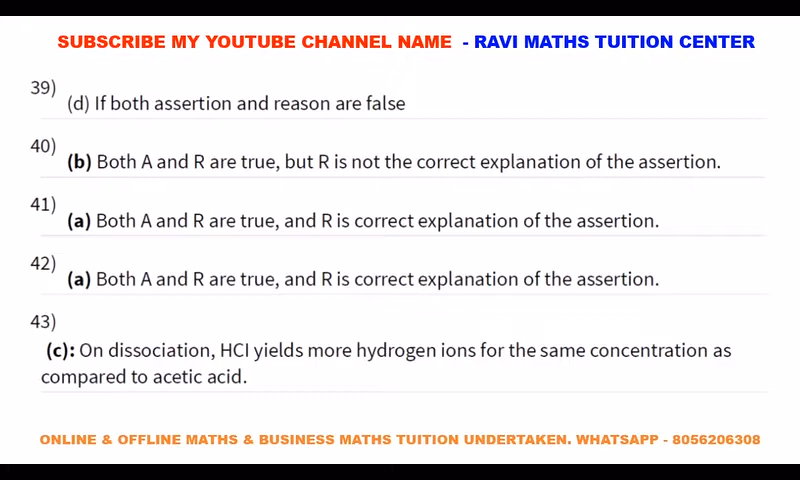 SUBSCRIBE MY YOUTUBE CHANNEL NAME - RAVI MATHS TUITION CENTER
39)
(d) If both assertion and reason are false
40)
(b) Both A and R are true, but R is not the correct explanation of the assertion.
41)
(a) Both A and R are true, and R is correct explanation of the assertion.
42)
(a) Both A and R are true, and R is correct explanation of the assertion.
43)
(c): On dissociation, HCI yields more hydrogen ions for the same concentration as
compared to acetic acid.
ONLINE & OFFLINE MATHS & BUSINESS MATHS TUITION UNDERTAKEN. WHATSAPP - 8056206308